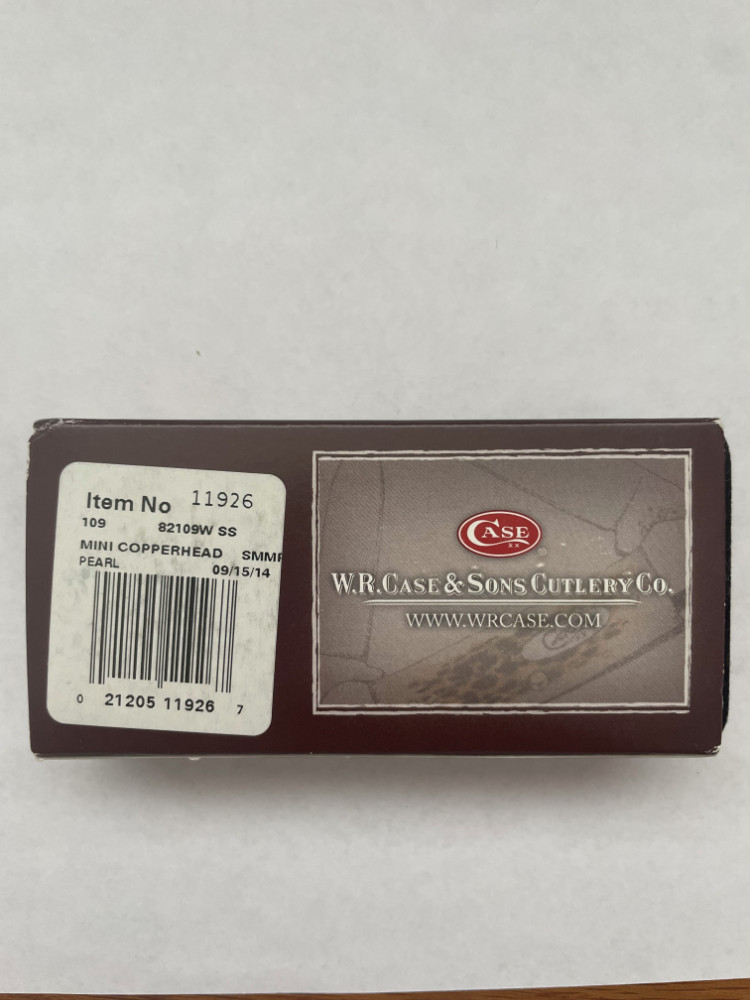 Item No 11926
109 82109W SS
MINI COPPERHEAD SMMP
PEARL 09/15/14
0 21205 11926 7
CASE
XX
W.R. CASE & SONS CUTLERY CO.
WWW.WRCASE.COM